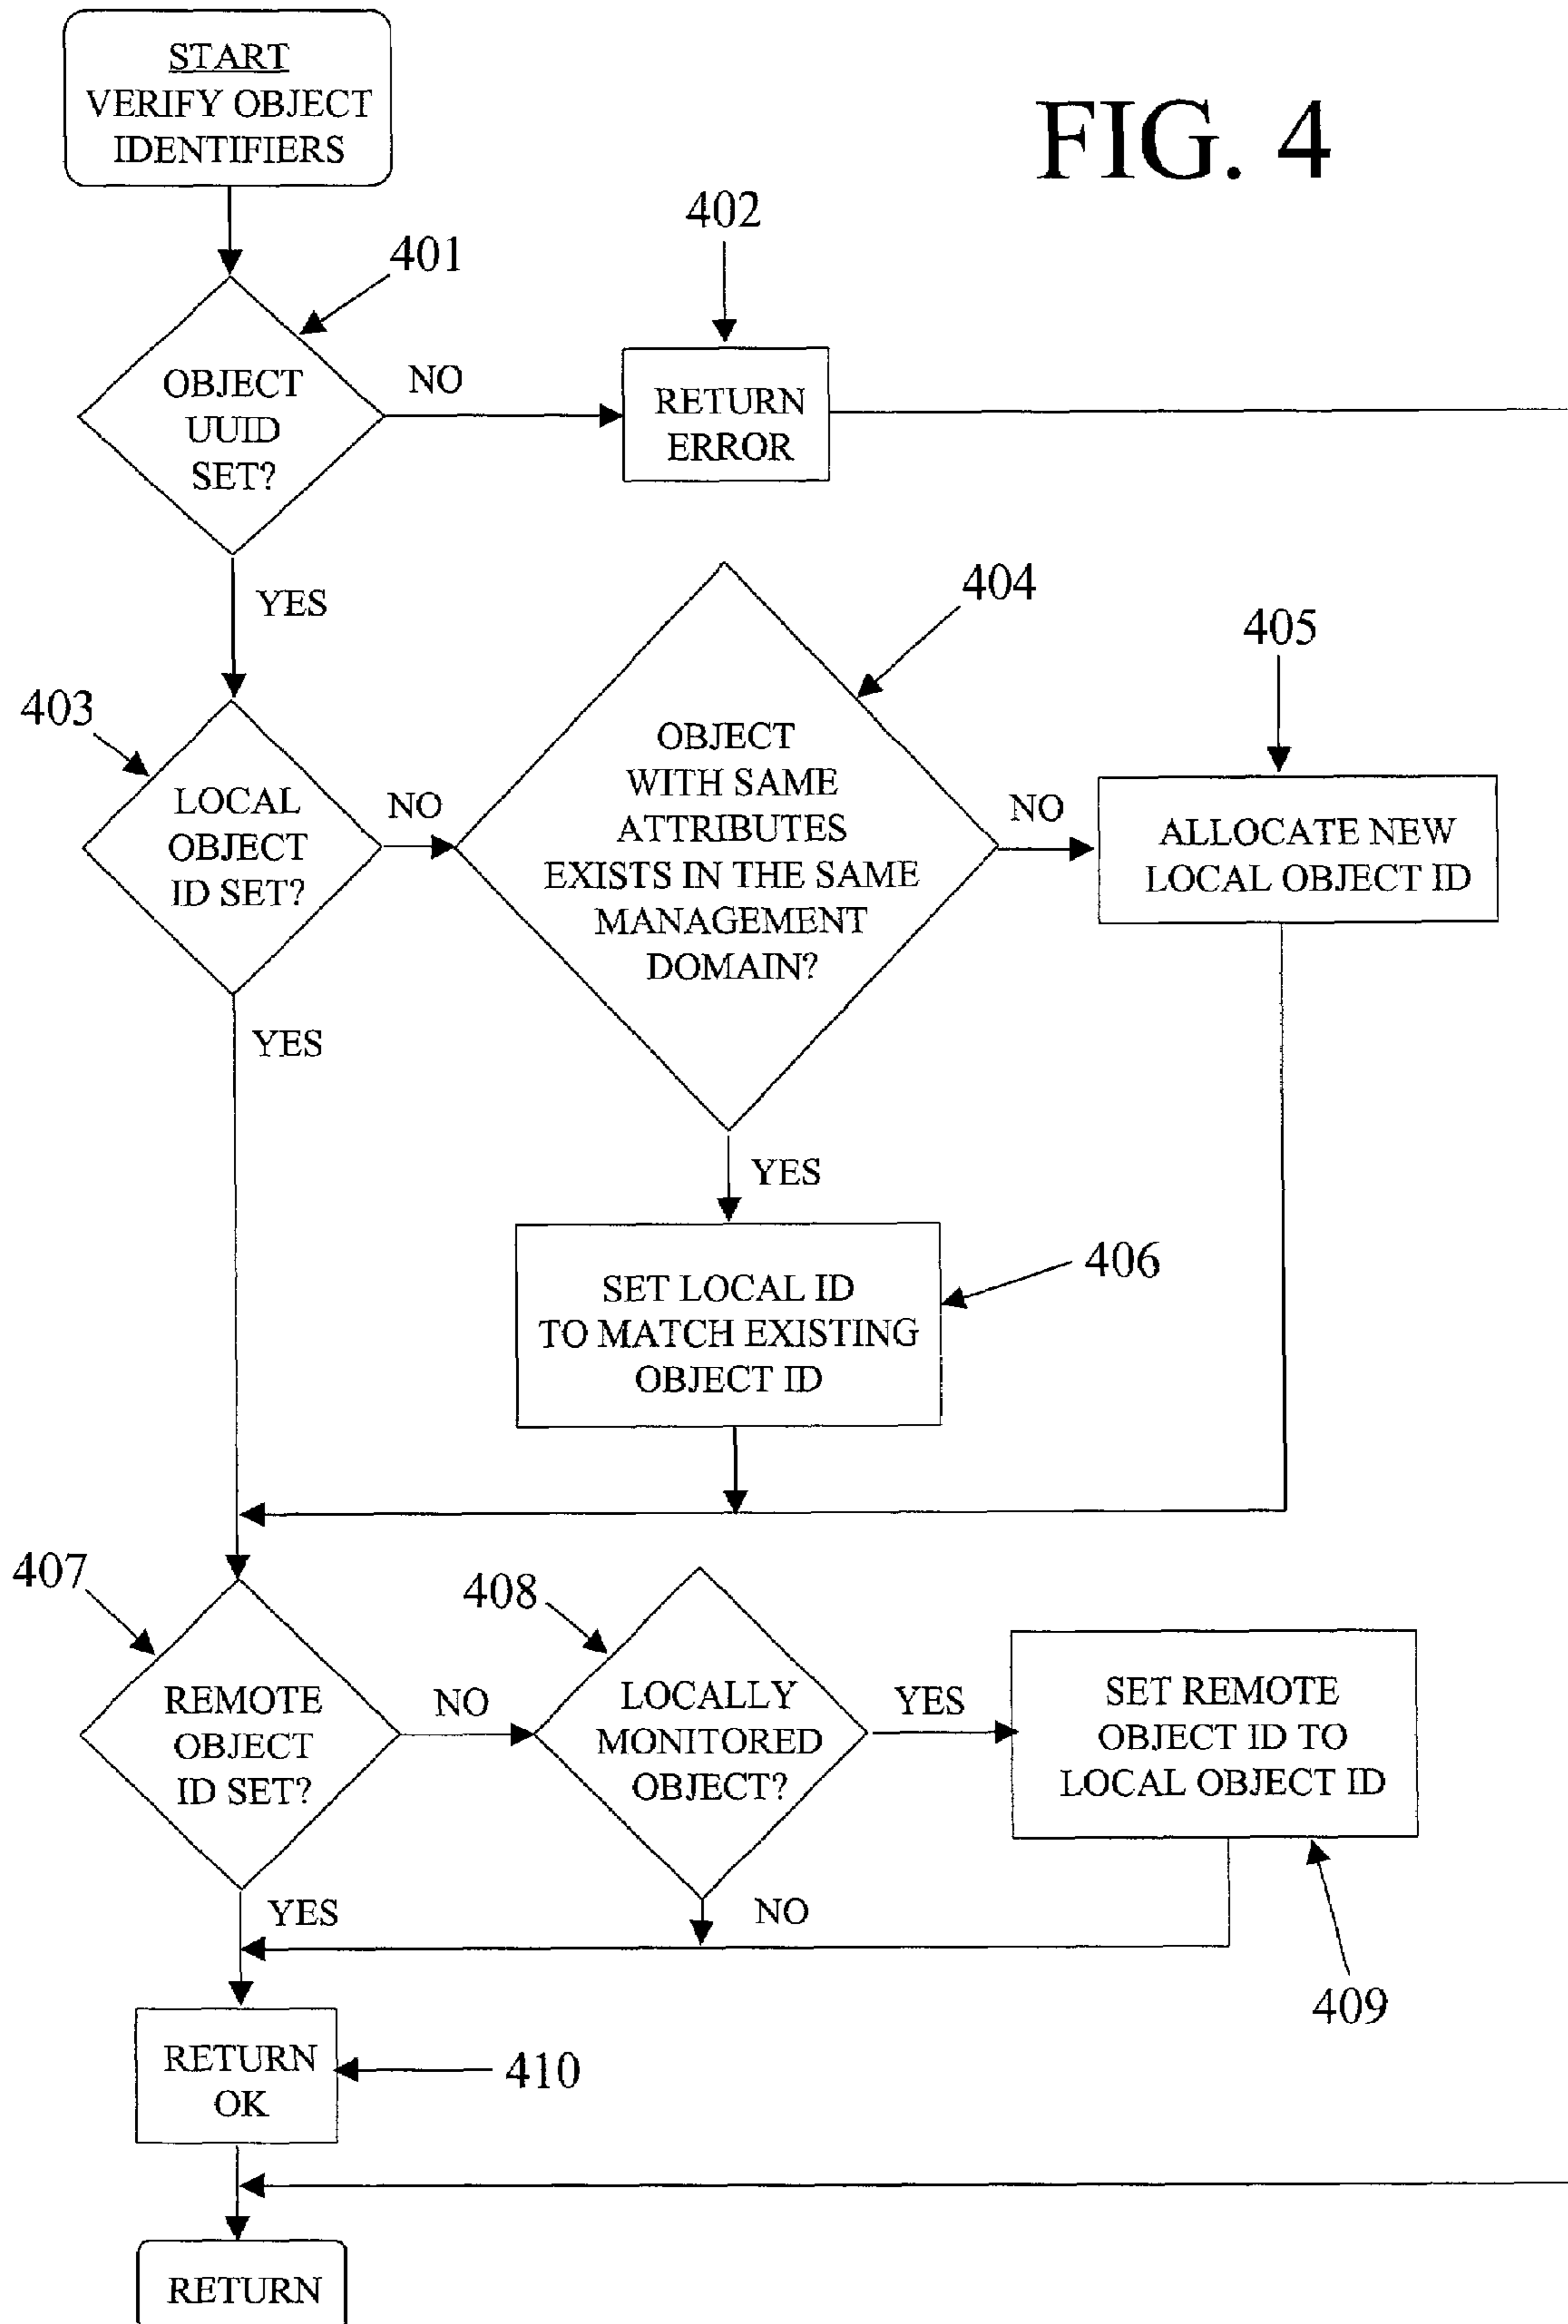 START
VERIFY OBJECT
IDENTIFIERS
FIG. 4
402
401
OBJECT
UUID
SET?
NO
RETURN
ERROR
YES
404
405
403
LOCAL
OBJECT
ID SET?
NO
OBJECT
WITH SAME
ATTRIBUTES
EXISTS IN THE SAME
MANAGEMENT
DOMAIN?
NO
ALLOCATE NEW
LOCAL OBJECT ID
YES
YES
SET LOCAL ID
TO MATCH EXISTING
OBJECT ID
406
407
408
REMOTE
OBJECT
ID SET?
NO
LOCALLY
MONITORED
OBJECT?
YES
SET REMOTE
OBJECT ID TO
LOCAL OBJECT ID
YES
NO
409
RETURN
OK
410
RETURN